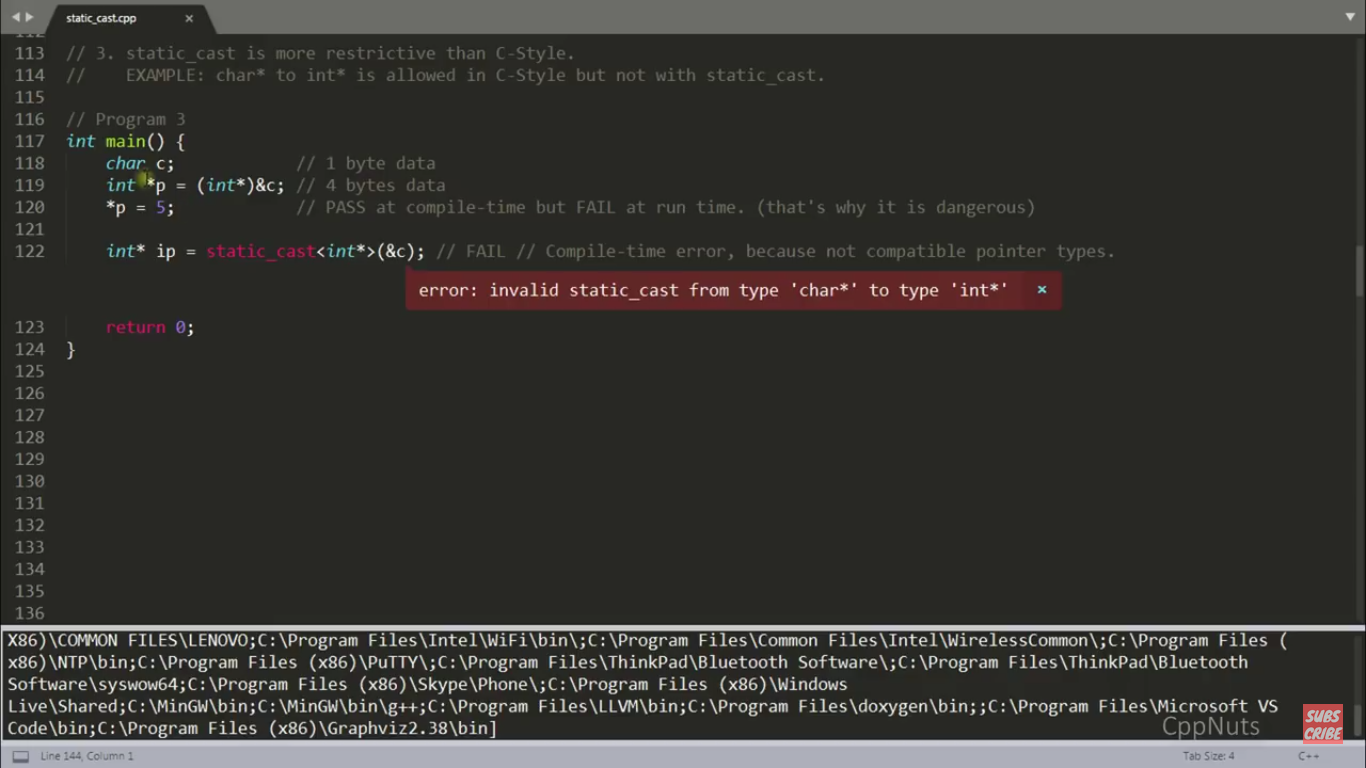 static_cast.cpp ×
112
113 // 3. static_cast is more restrictive than C-Style.
114 //    EXAMPLE: char* to int* is allowed in C-Style but not with static_cast.
115
116 // Program 3
117 int main() {
118     char c;            // 1 byte data
119     int *p = (int*)&c; // 4 bytes data
120     *p = 5;            // PASS at compile-time but FAIL at run time. (that's why it is dangerous)
121
122     int* ip = static_cast<int*>(&c); // FAIL // Compile-time error, because not compatible pointer types.
error: invalid static_cast from type 'char*' to type 'int*' ×
123     return 0;
124 }
125
126
127
128
129
130
131
132
133
134
135
136
X86)\COMMON FILES\LENOVO;C:\Program Files\Intel\WiFi\bin\;C:\Program Files\Common Files\Intel\WirelessCommon\;C:\Program Files (
x86)\NTP\bin;C:\Program Files (x86)\PuTTY\;C:\Program Files\ThinkPad\Bluetooth Software\;C:\Program Files\ThinkPad\Bluetooth
Software\syswow64;C:\Program Files (x86)\Skype\Phone\;C:\Program Files (x86)\Windows
Live\Shared;C:\MinGW\bin;C:\MinGW\bin\g++;C:\Program Files\LLVM\bin;C:\Program Files\doxygen\bin;;C:\Program Files\Microsoft VS
Code\bin;C:\Program Files (x86)\Graphviz2.38\bin]
CppNuts
SUBS
CRIBE
Line 144, Column 1 Tab Size: 4 C++